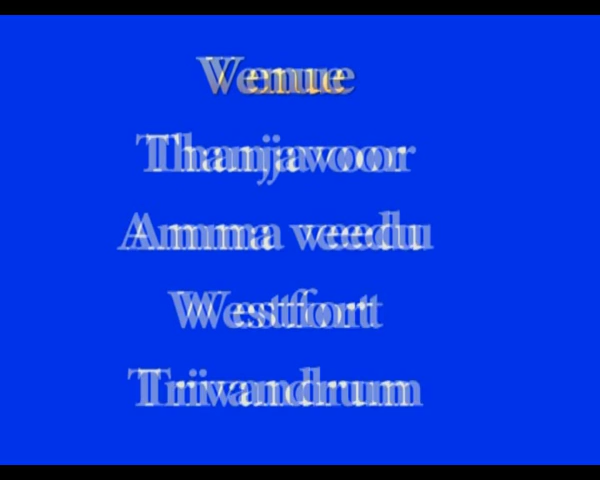 Venue
Thanjavoor
Amma veedu
Westfort
Trivandrum